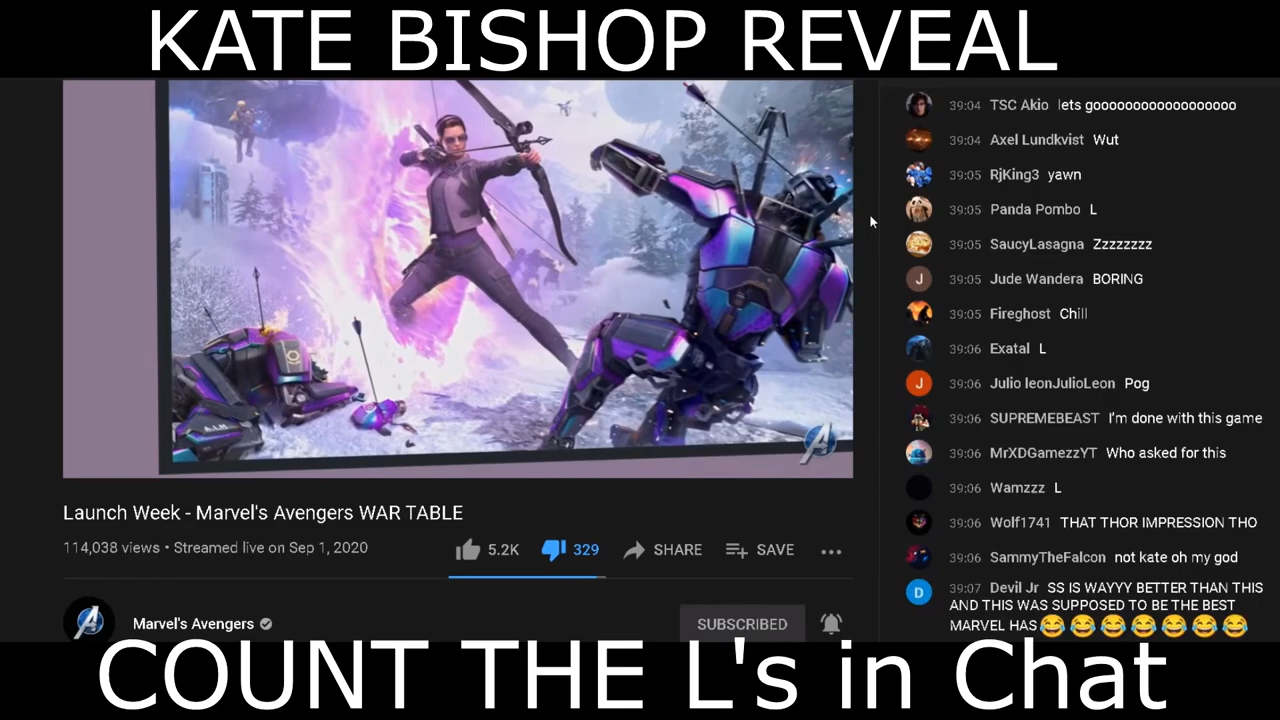 KATE BISHOP REVEAL
39:04 TSC Akio lets goooooooooooooooooo
39:04 Axel Lundkvist Wut
39:05 RjKing3 yawn
39:05 Panda Pombo L
39:05 SaucyLasagna Zzzzzzzz
J 39:05 Jude Wandera BORING
39:05 Fireghost Chill
39:06 Exatal L
J 39:06 Julio leonJulioLeon Pog
39:06 SUPREMEBEAST I'm done with this game
39:06 MrXDGamezzYT Who asked for this
39:06 Wamzzz L
39:06 Wolf1741 THAT THOR IMPRESSION THO
39:06 SammyTheFalcon not kate oh my god
D 39:07 Devil Jr SS IS WAYYY BETTER THAN THIS
AND THIS WAS SUPPOSED TO BE THE BEST
MARVEL HAS😂😂😂😂😂😂😂
A.I.M
Launch Week - Marvel's Avengers WAR TABLE
114,038 views • Streamed live on Sep 1, 2020
5.2K 329 SHARE SAVE
Marvel's Avengers
SUBSCRIBED
COUNT THE L's in Chat